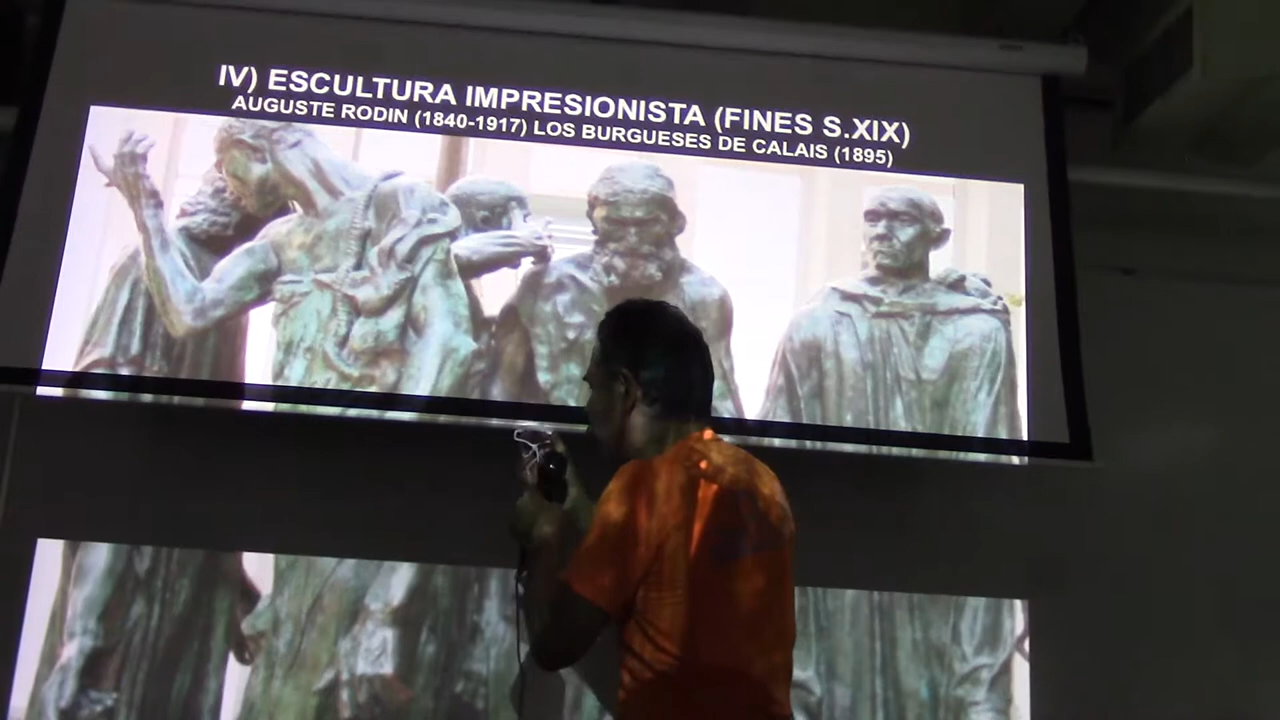 IV) ESCULTURA IMPRESIONISTA (FINES S.XIX)
AUGUSTE RODIN (1840-1917) LOS BURGUESES DE CALAIS (1895)